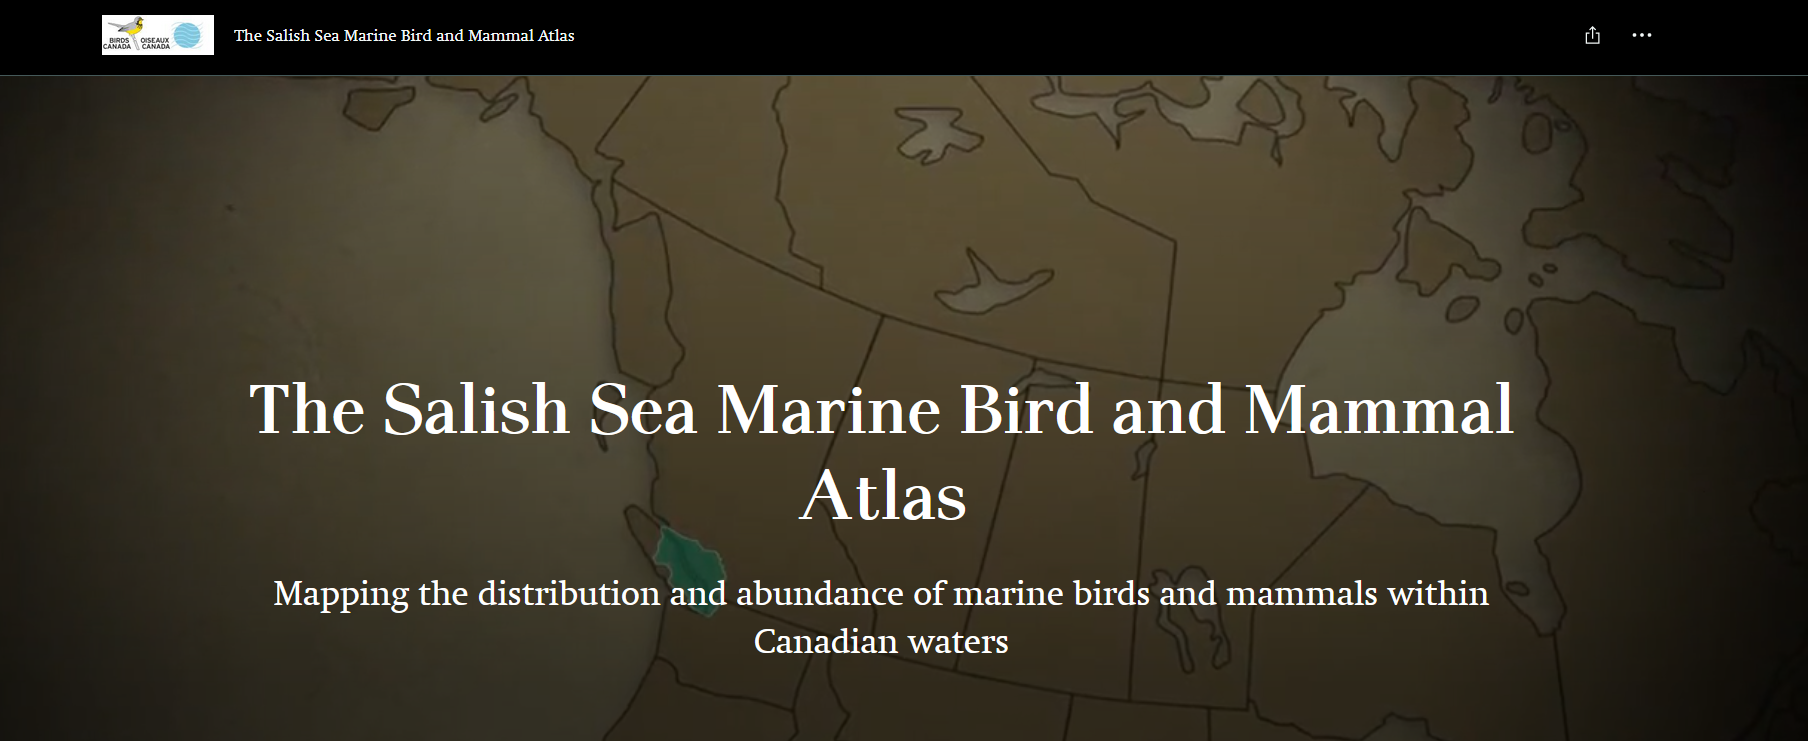 BIRDS OISEAUX
CANADA CANADA
The Salish Sea Marine Bird and Mammal Atlas
The Salish Sea Marine Bird and Mammal
Atlas
Mapping the distribution and abundance of marine birds and mammals within
Canadian waters